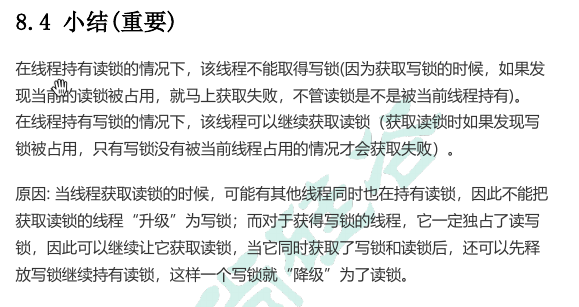 8.4 小结(重要)
在线程持有读锁的情况下，该线程不能取得写锁(因为获取写锁的时候，如果发
现当前的读锁被占用，就马上获取失败，不管读锁是不是被当前线程持有)。
在线程持有写锁的情况下，该线程可以继续获取读锁（获取读锁时如果发现写
锁被占用，只有写锁没有被当前线程占用的情况才会获取失败）。
原因: 当线程获取读锁的时候，可能有其他线程同时也在持有读锁，因此不能把
获取读锁的线程“升级”为写锁；而对于获得写锁的线程，它一定独占了读写
锁，因此可以继续让它获取读锁，当它同时获取了写锁和读锁后，还可以先释
放写锁继续持有读锁，这样一个写锁就“降级”为了读锁。